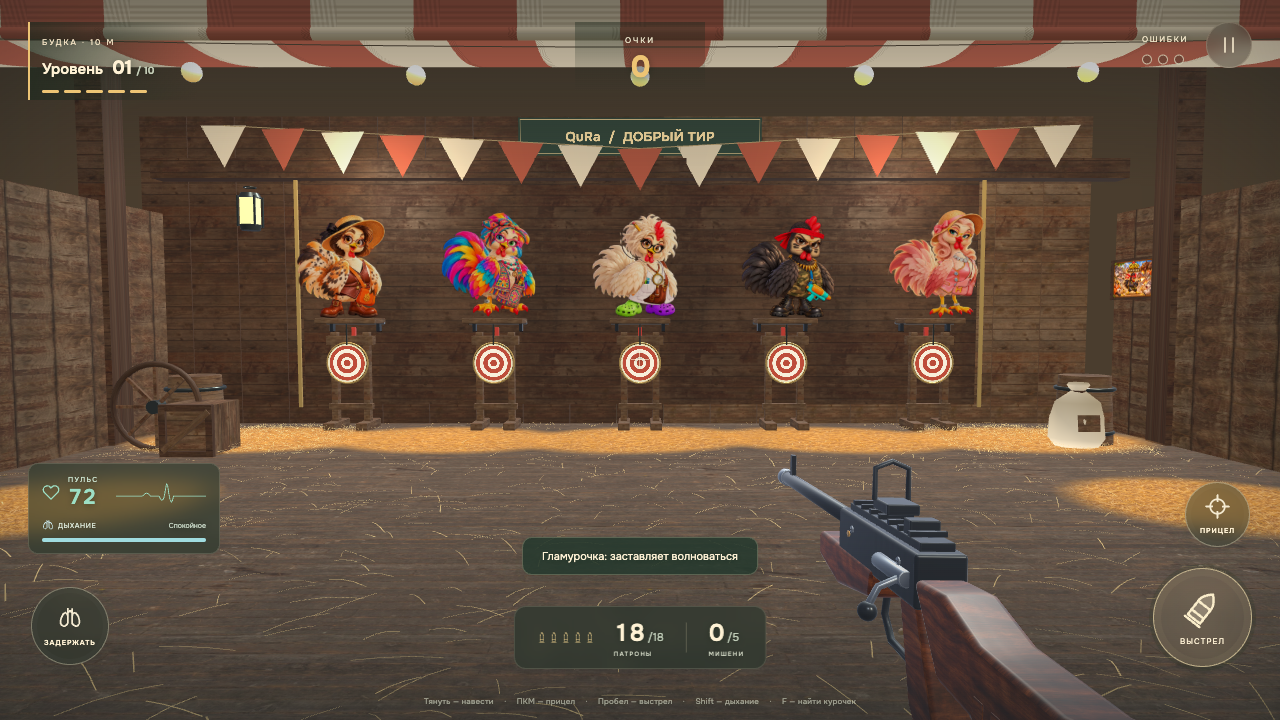 БУДКА · 10 М
Уровень 01 / 10
ОЧКИ
0
ОШИБКИ
QuRa / ДОБРЫЙ ТИР
ПУЛЬС
72
ДЫХАНИЕ
Спокойное
ЗАДЕРЖАТЬ
Гламурочка: заставляет волноваться
18 /18
ПАТРОНЫ
0 /5
МИШЕНИ
ПРИЦЕЛ
ВЫСТРЕЛ
Тянуть — навести · ПКМ — прицел · Пробел — выстрел · Shift — дыхание · F — найти курочек